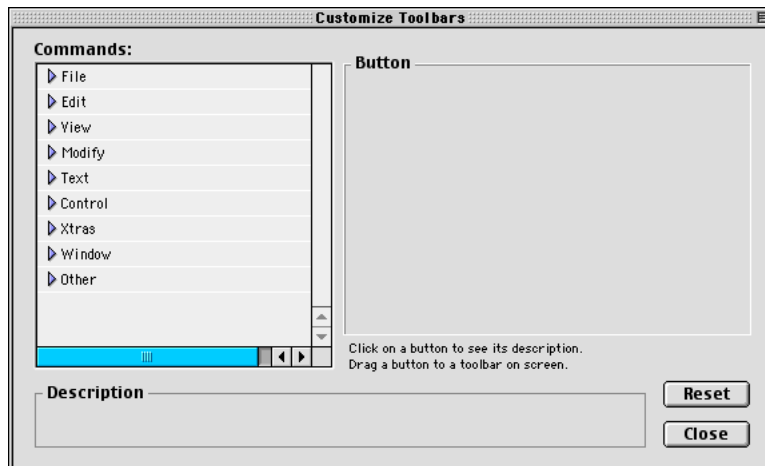 Customize Toolbars
Commands:
File
Edit
View
Modify
Text
Control
Xtras
Window
Other
Button
Click on a button to see its description.
Drag a button to a toolbar on screen.
Description
Reset
Close